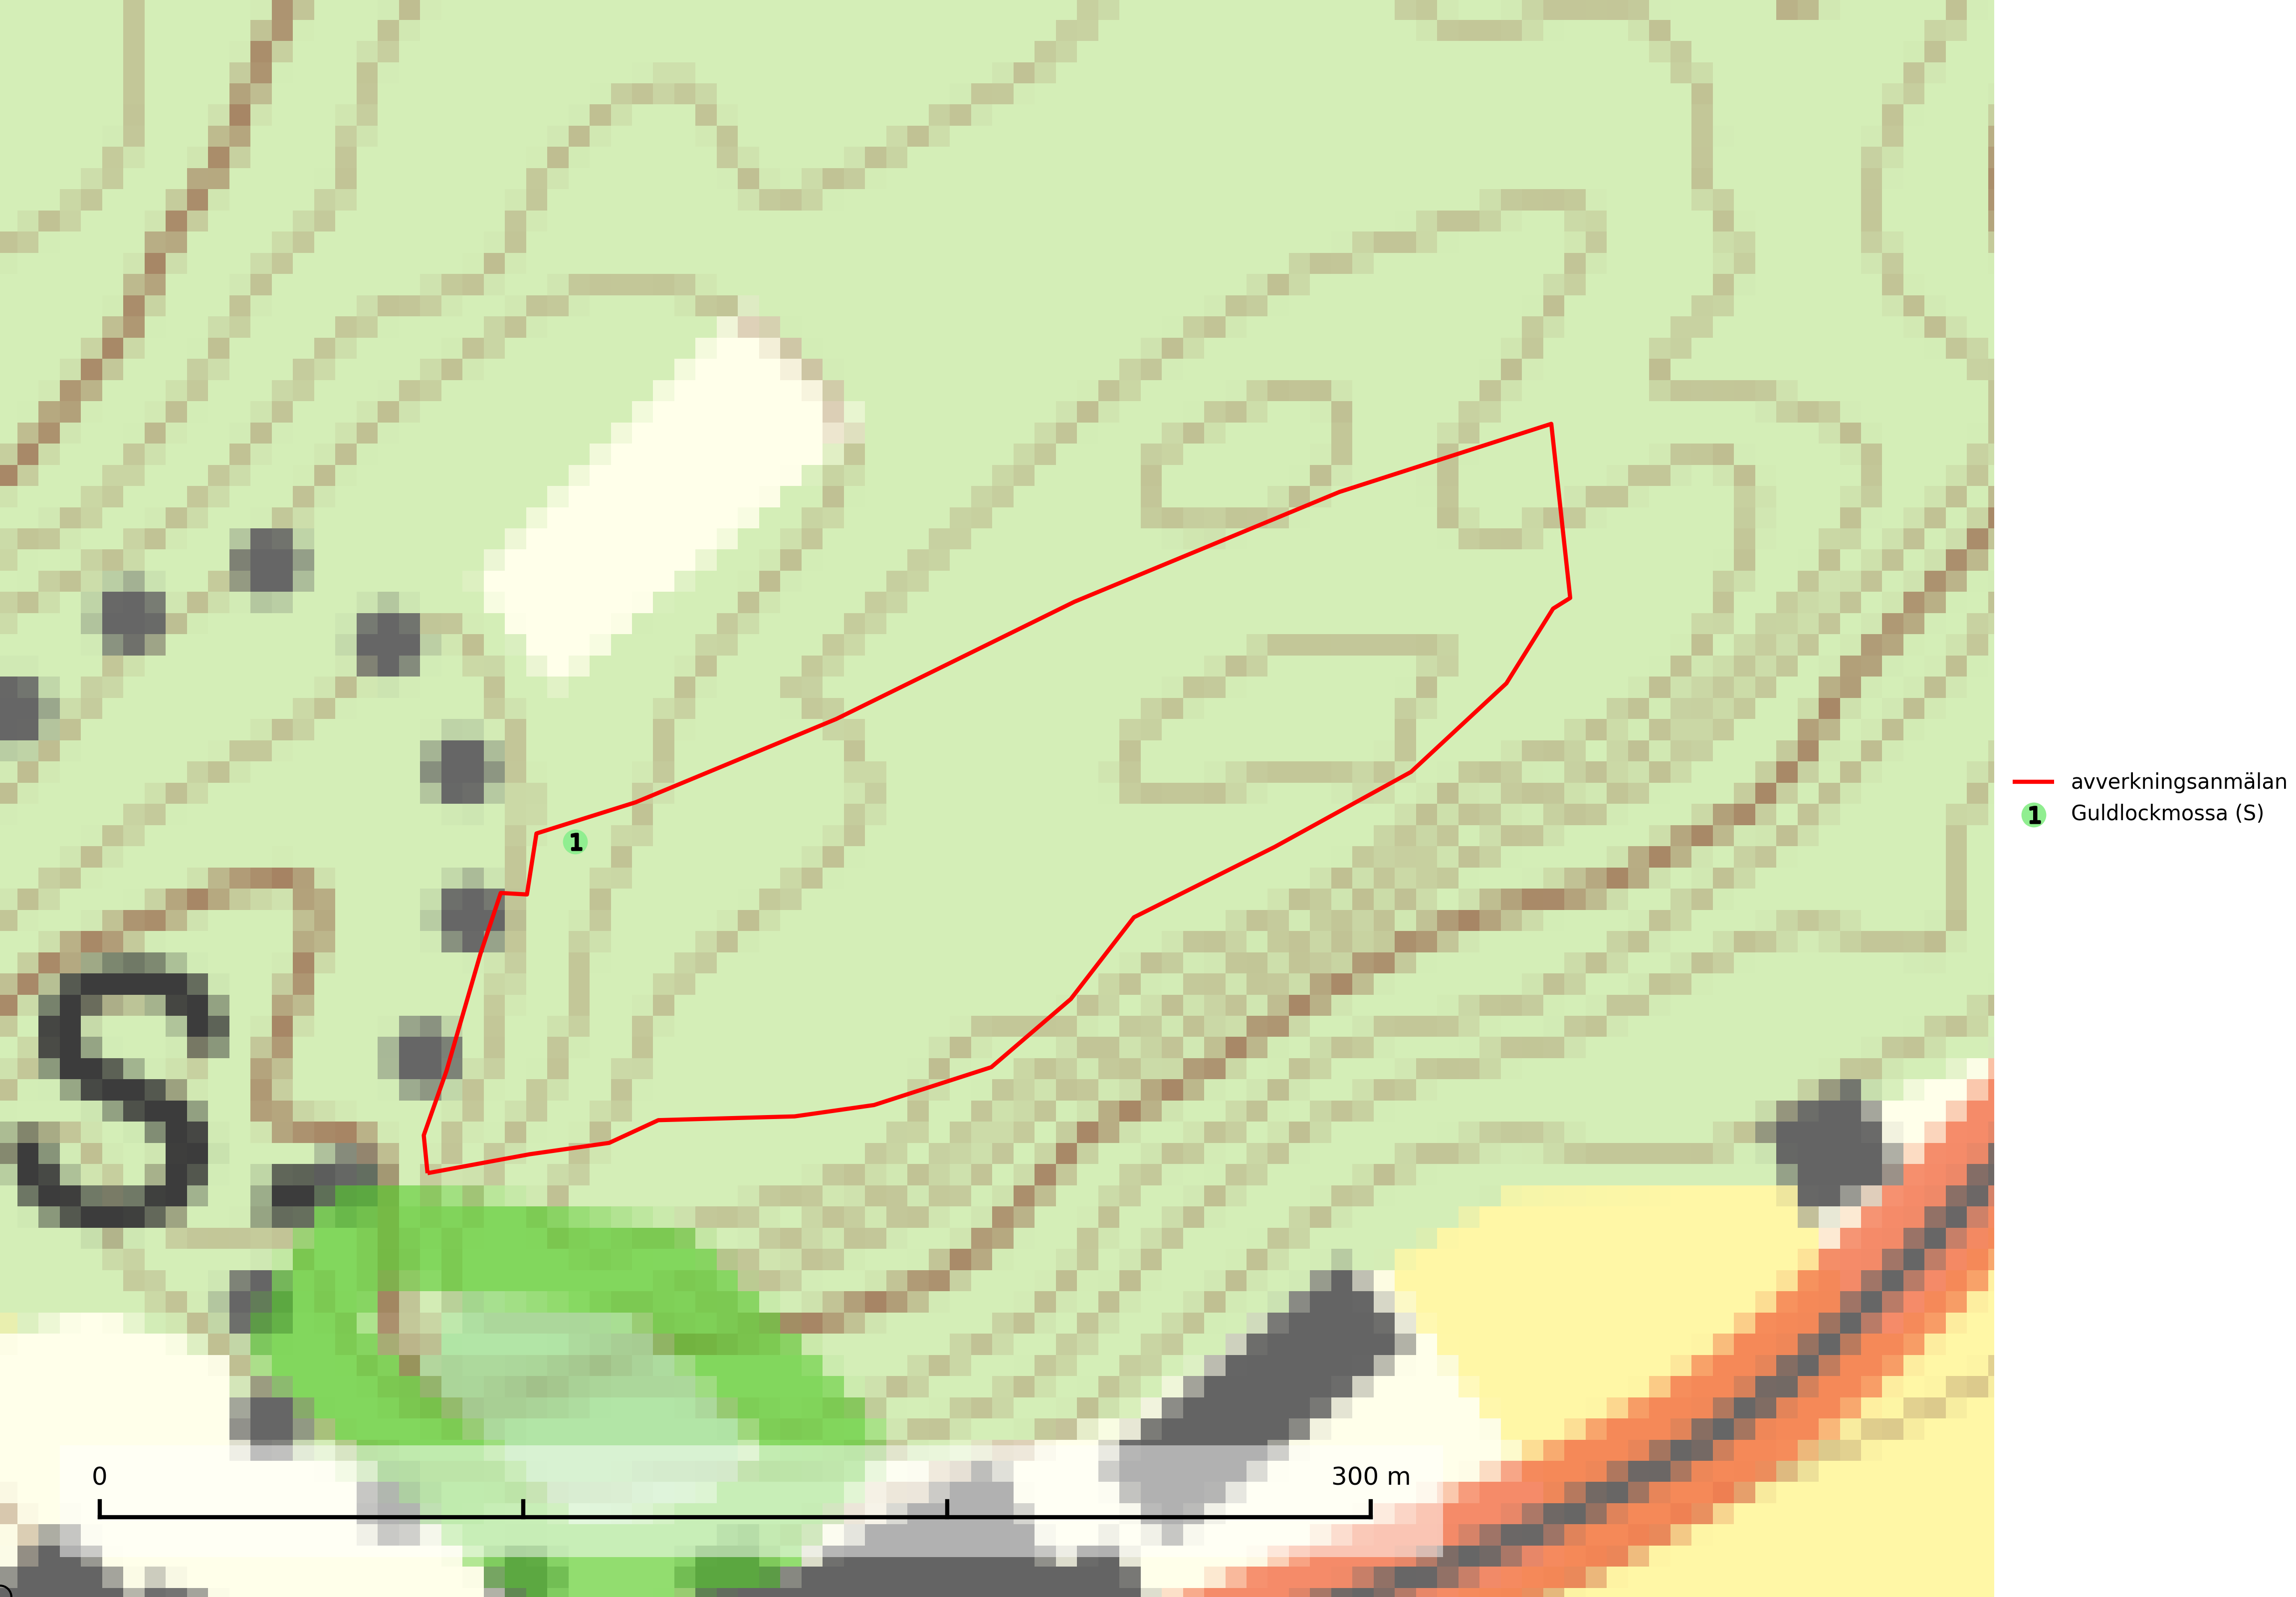 avverkningsanmälan
1
Guldlockmossa (S)
1
S
0
300 m